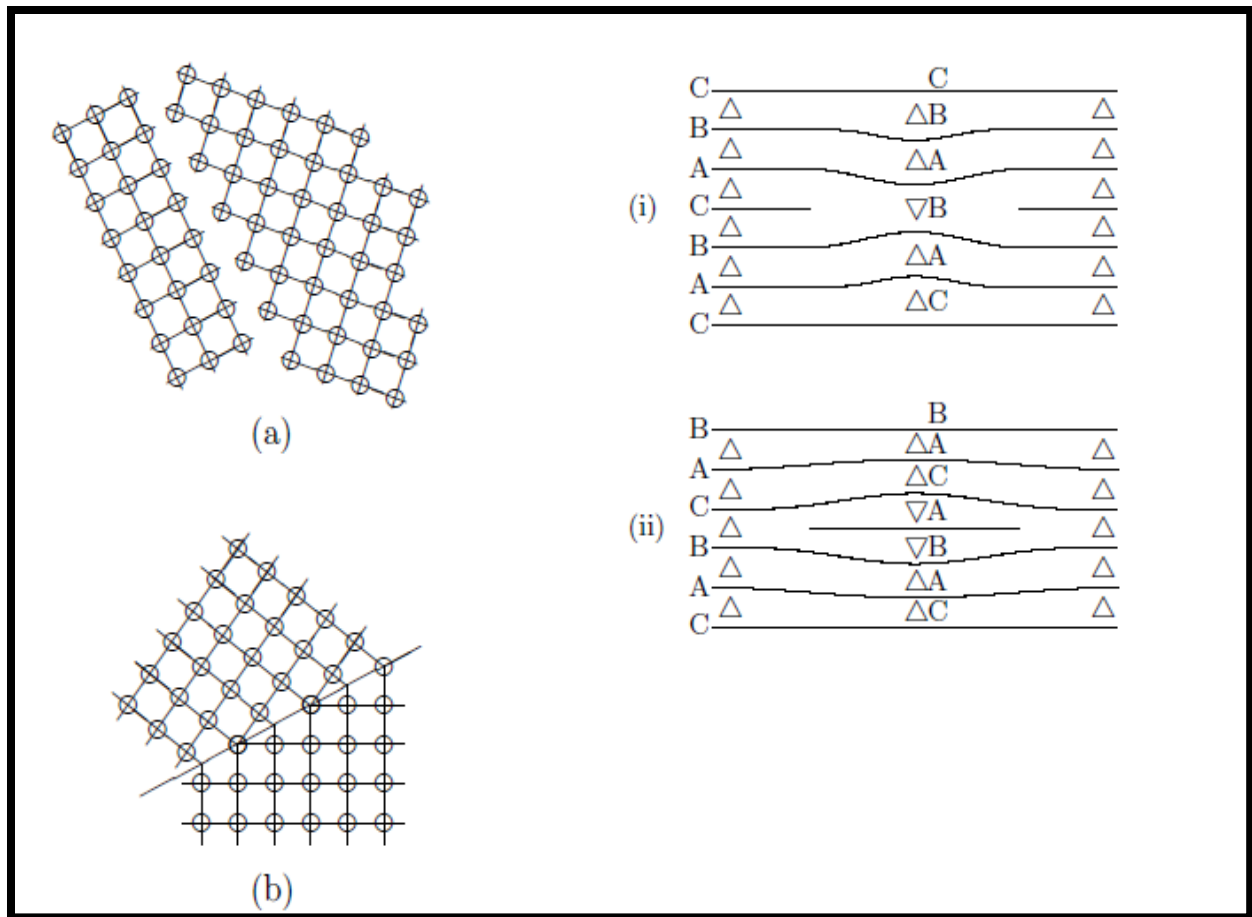 (a)
(b)
C C
△ △B △
B
△ △A △
A
△ ▽B △
(i) C
△ △A △
B
△ △C △
A
△ △
C
B B
△ △A △
A
△ △C △
C
△ ▽A △
(ii)
▽B
B
△ △A △
A
△ △C △
C